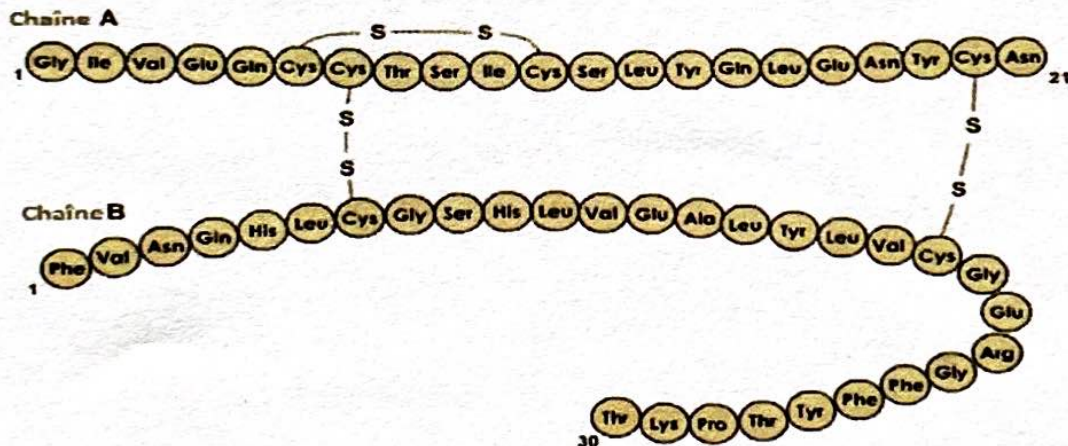 Chaîne A
S S
1 Gly Ile Val Glu Gln Cys Cys Thr Ser Ile Cys Ser Leu Tyr Gln Leu Glu Asn Tyr Cys Asn 21
S S
S S
Chaîne B
1 Phe Val Asn Gln His Leu Cys Gly Ser His Leu Val Glu Ala Leu Tyr Leu Val Cys Gly
Glu
Arg
Thr Lys Pro Thr Tyr Phe Phe Gly
30